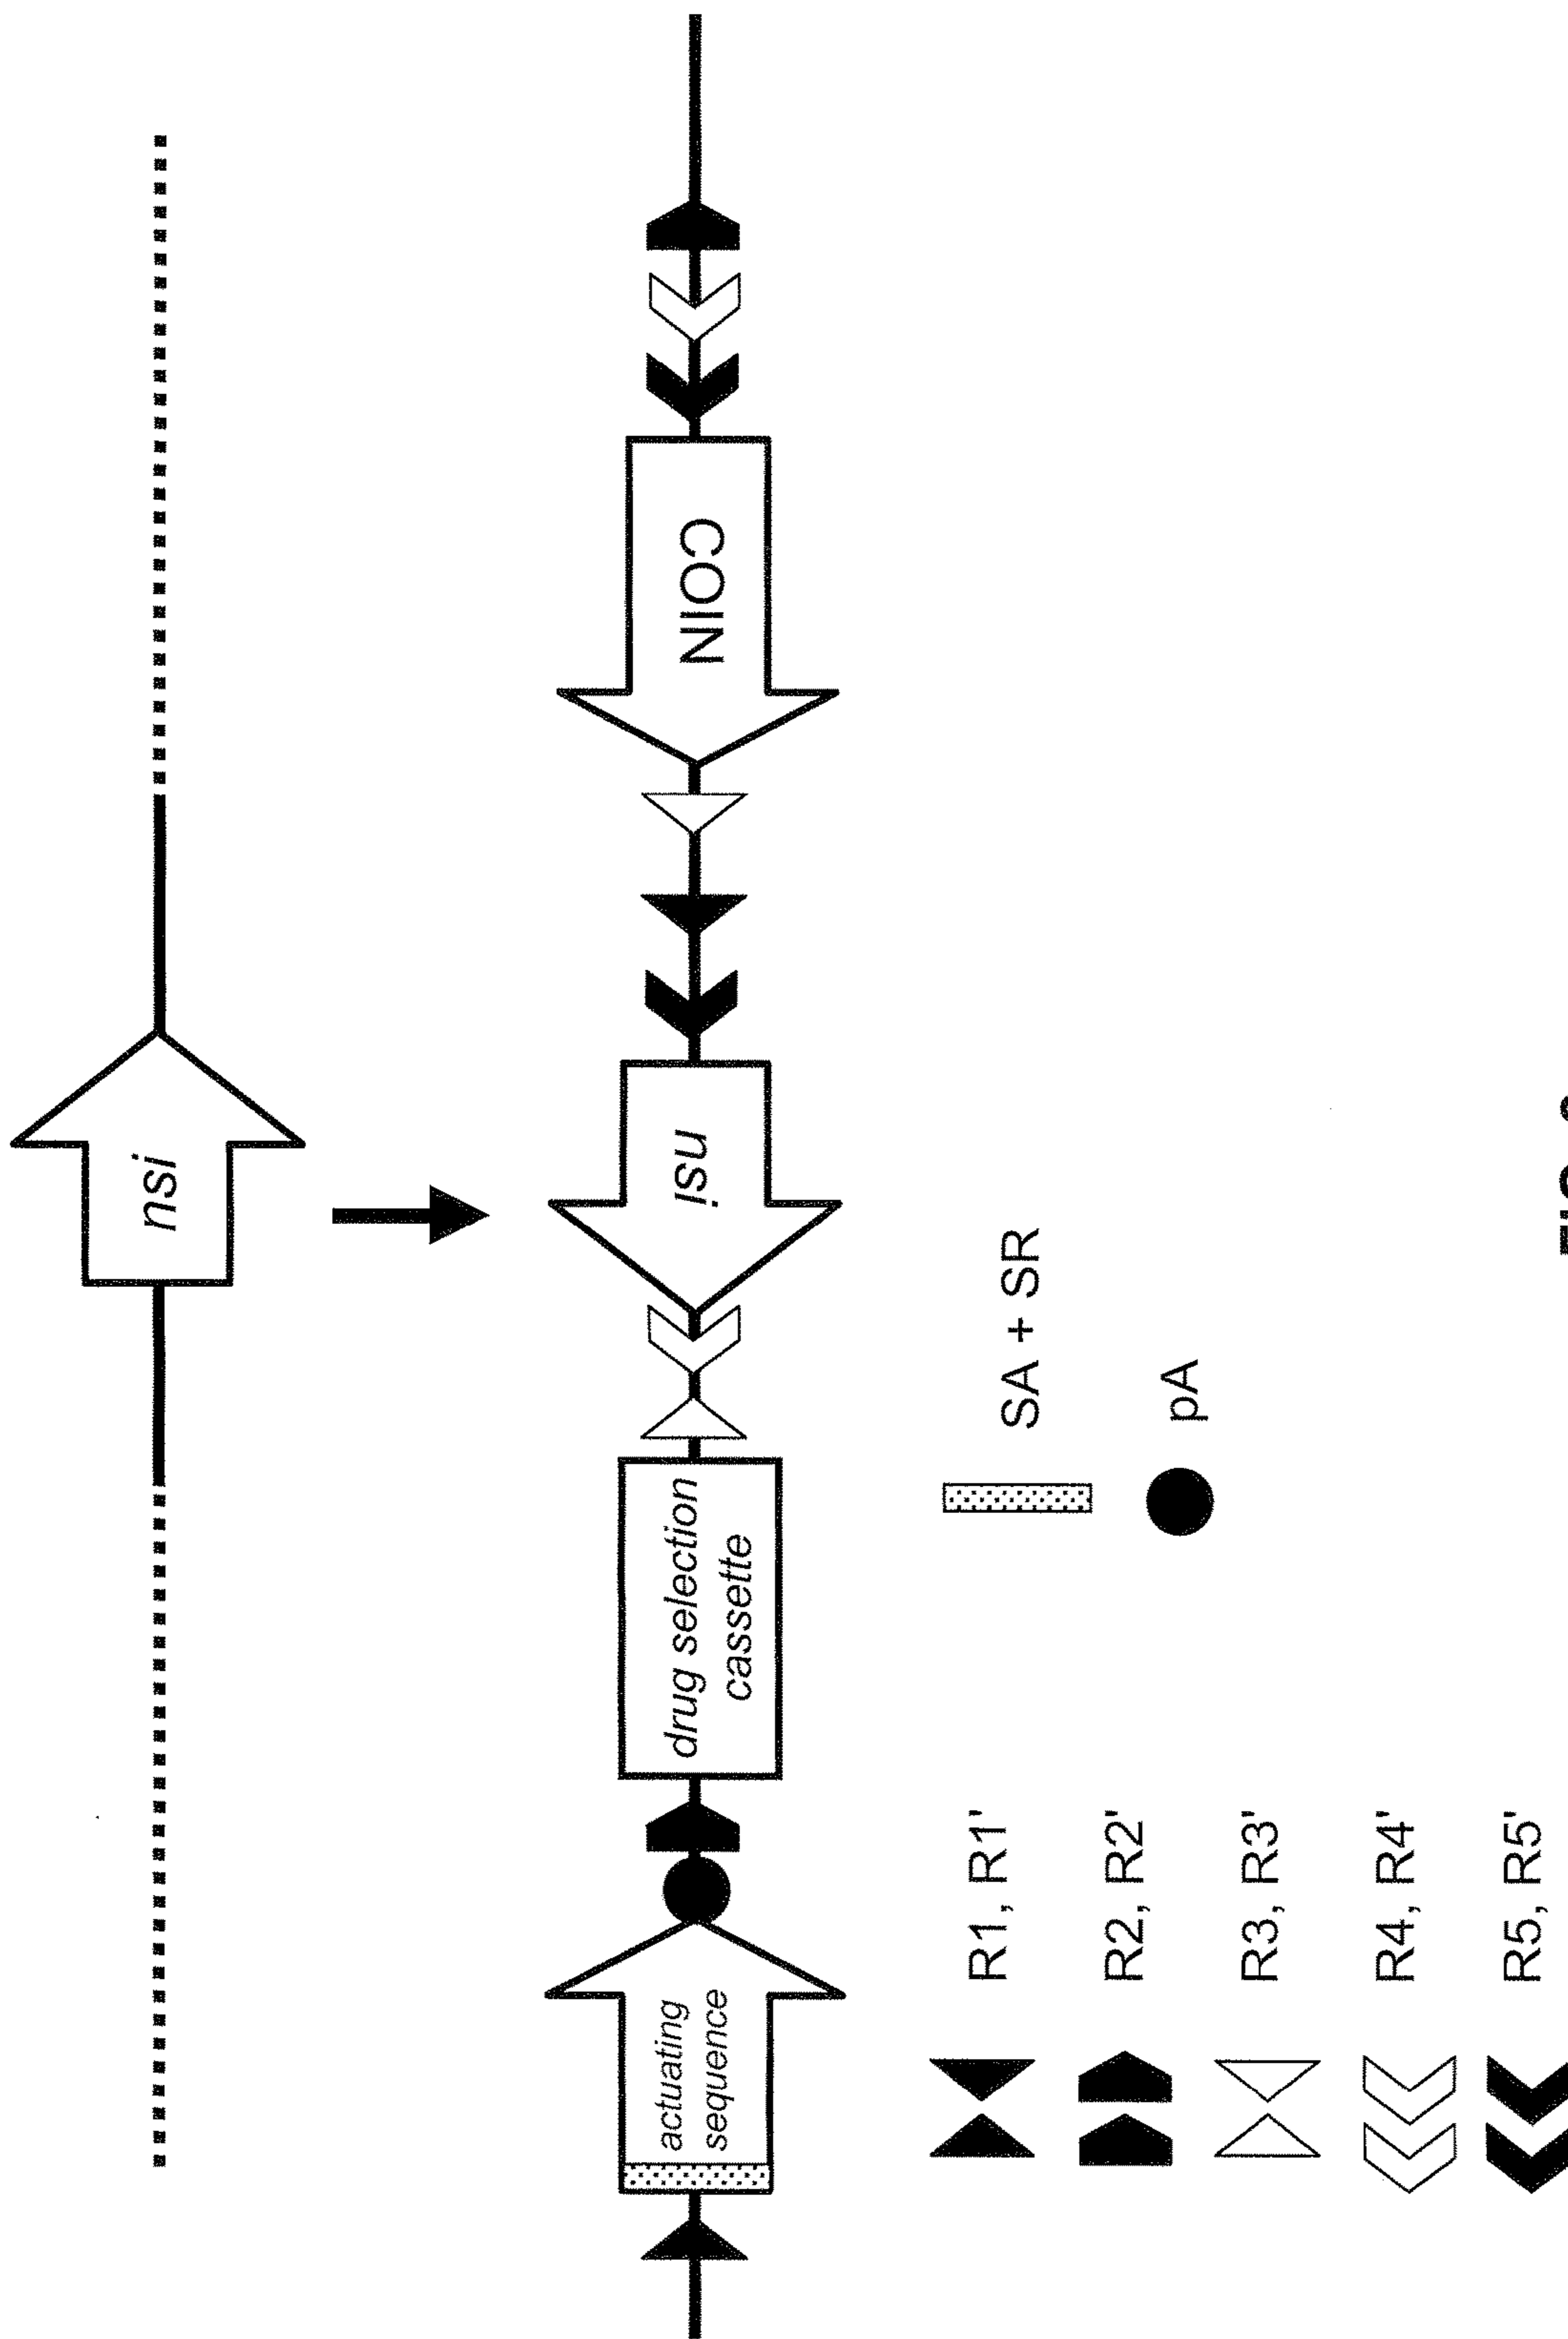 nsi
actuating
sequence
drug selection
cassette
nsi
COIN
R1, R1'
R2, R2'
R3, R3'
R4, R4'
R5, R5'
SA + SR
pA